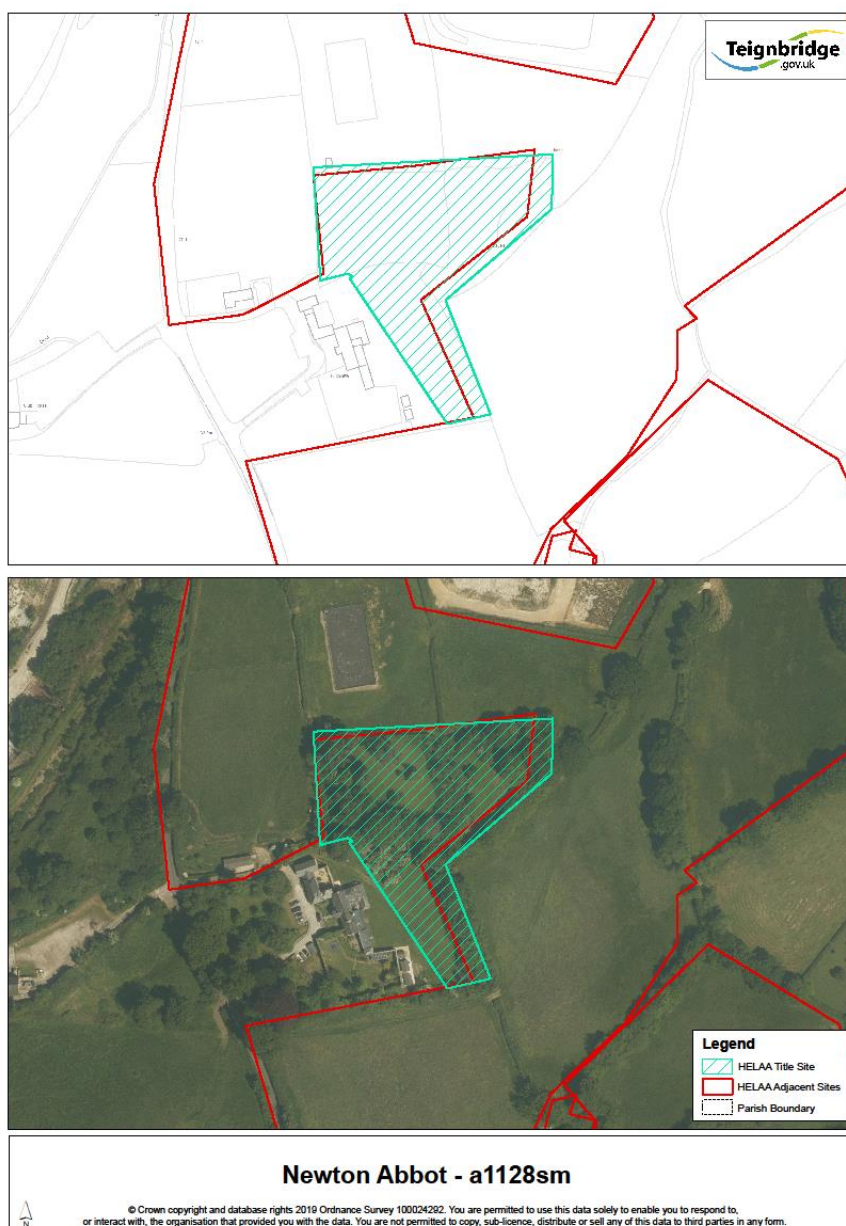 Teignbridge
.gov.uk
Legend
HELAA Title Site
HELAA Adjacent Sites
Parish Boundary
Newton Abbot - a1128sm
N
© Crown copyright and database rights 2019 Ordnance Survey 100024292. You are permitted to use this data solely to enable you to respond to,
or interact with, the organisation that provided you with the data. You are not permitted to copy, sub-licence, distribute or sell any of this data to third parties in any form.